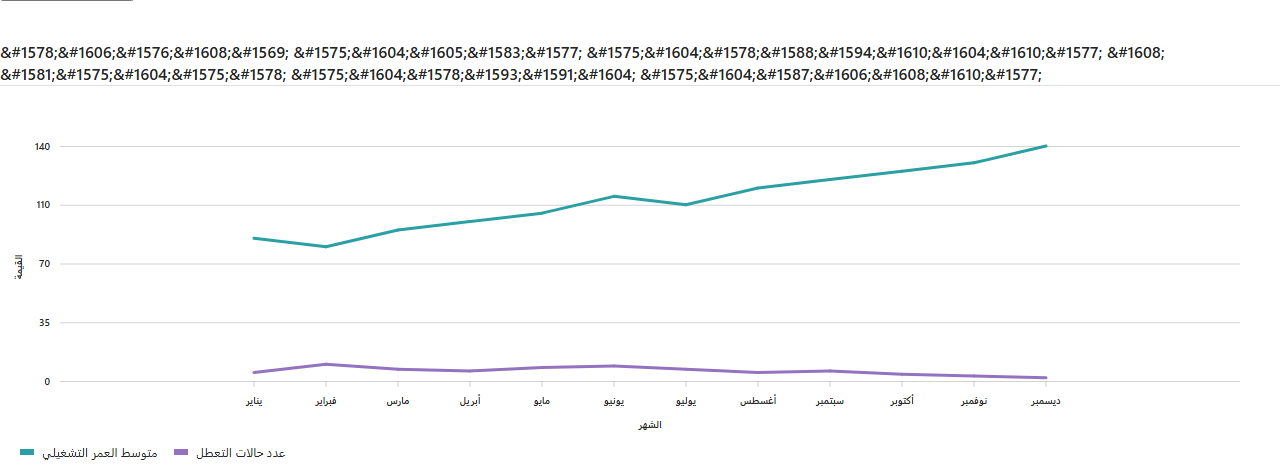 &#1578;&#1606;&#1576;&#1608;&#1569; &#1575;&#1604;&#1605;&#1583;&#1577; &#1575;&#1604;&#1578;&#1588;&#1594;&#1610;&#1604;&#1610;&#1577; &#1608;
&#1581;&#1575;&#1604;&#1575;&#1578; &#1575;&#1604;&#1578;&#1593;&#1591;&#1604; &#1575;&#1604;&#1587;&#1606;&#1608;&#1610;&#1577;
140
110
70
35
0
القيمة
يناير فبراير مارس أبريل مايو يونيو يوليو أغسطس سبتمبر أكتوبر نوفمبر ديسمبر
الشهر
متوسط العمر التشغيلي عدد حالات التعطل